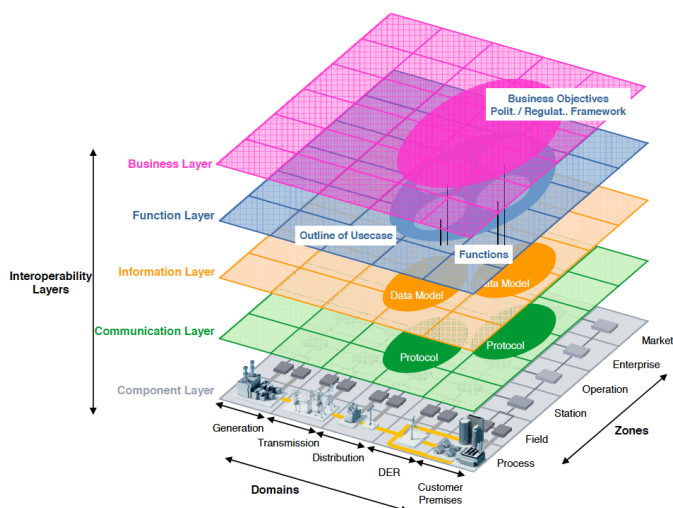 Business Objectives
Polit. / Regulat.. Framework
Business Layer
Function Layer
Outline of Usecase
Functions
Information Layer
Interoperability
Layers
Data Model
Data Model
Communication Layer
Protocol
Protocol
Component Layer
Market
Enterprise
Operation
Station
Field
Process
Zones
Generation
Transmission
Distribution
DER
Customer
Premises
Domains